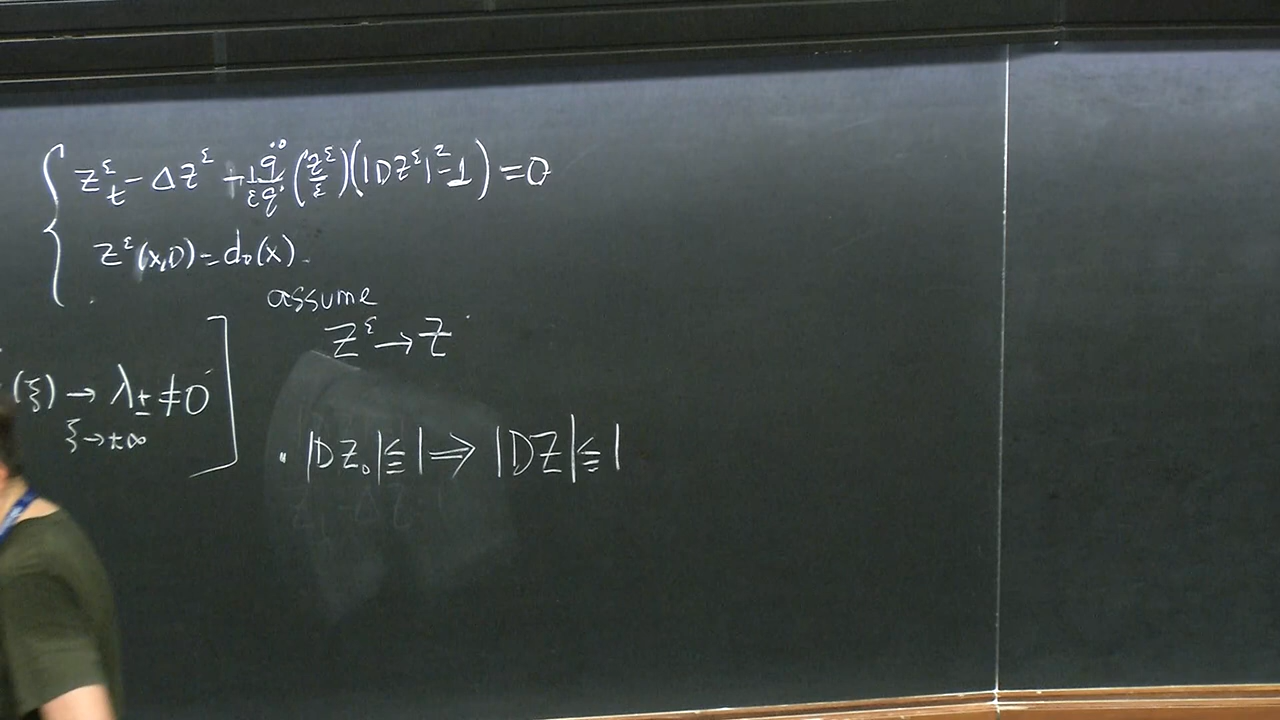 { Z^ε_t - ΔZ^ε + 1/ε q̈/q̇ (Z^ε/ε)(|DZ^ε|²-1) = 0
Z^ε(x,0) = d₀(x).
assume
Z^ε → Z
(ξ) → λ± ≠ 0 ]
ξ→±∞
· |DZ₀| ≦ 1 ⇒ |DZ| ≦ 1